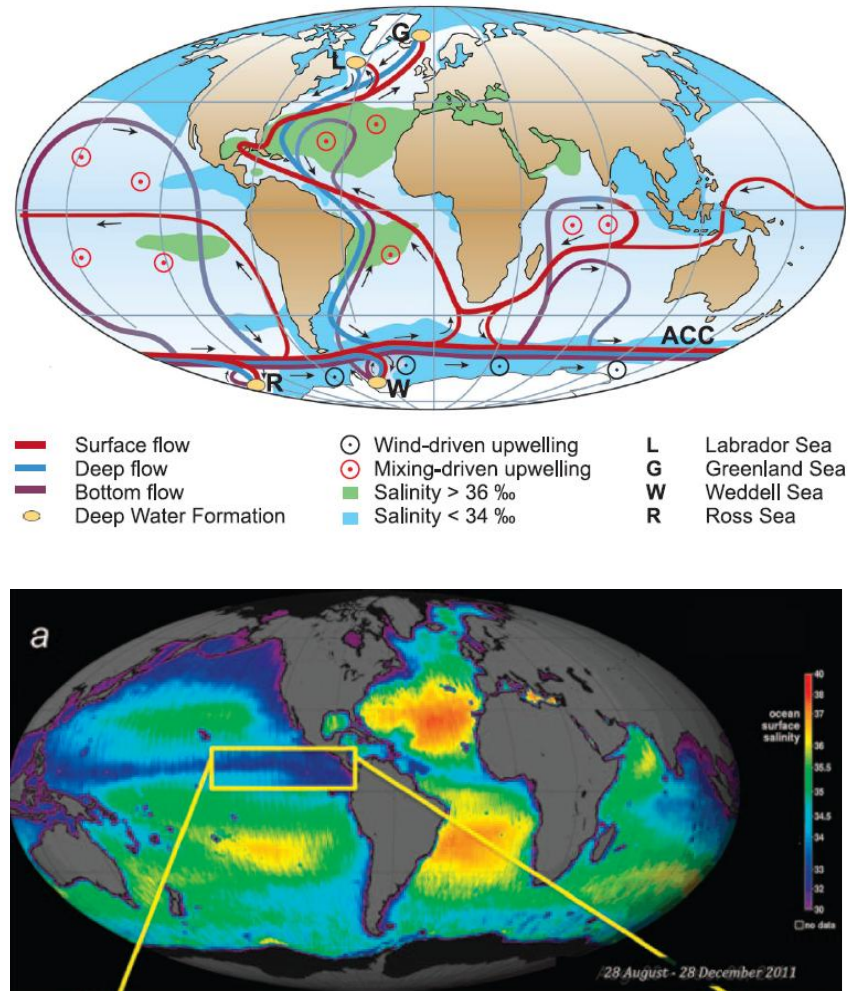 G
L
ACC
R
W
Surface flow
Deep flow
Bottom flow
Deep Water Formation
Wind-driven upwelling
Mixing-driven upwelling
Salinity > 36 ‰
Salinity < 34 ‰
L Labrador Sea
G Greenland Sea
W Weddell Sea
R Ross Sea
a
ocean
surface
salinity
40
38
37
36
35.5
35
34.5
34
33
32
30
no data
28 August - 28 December 2011